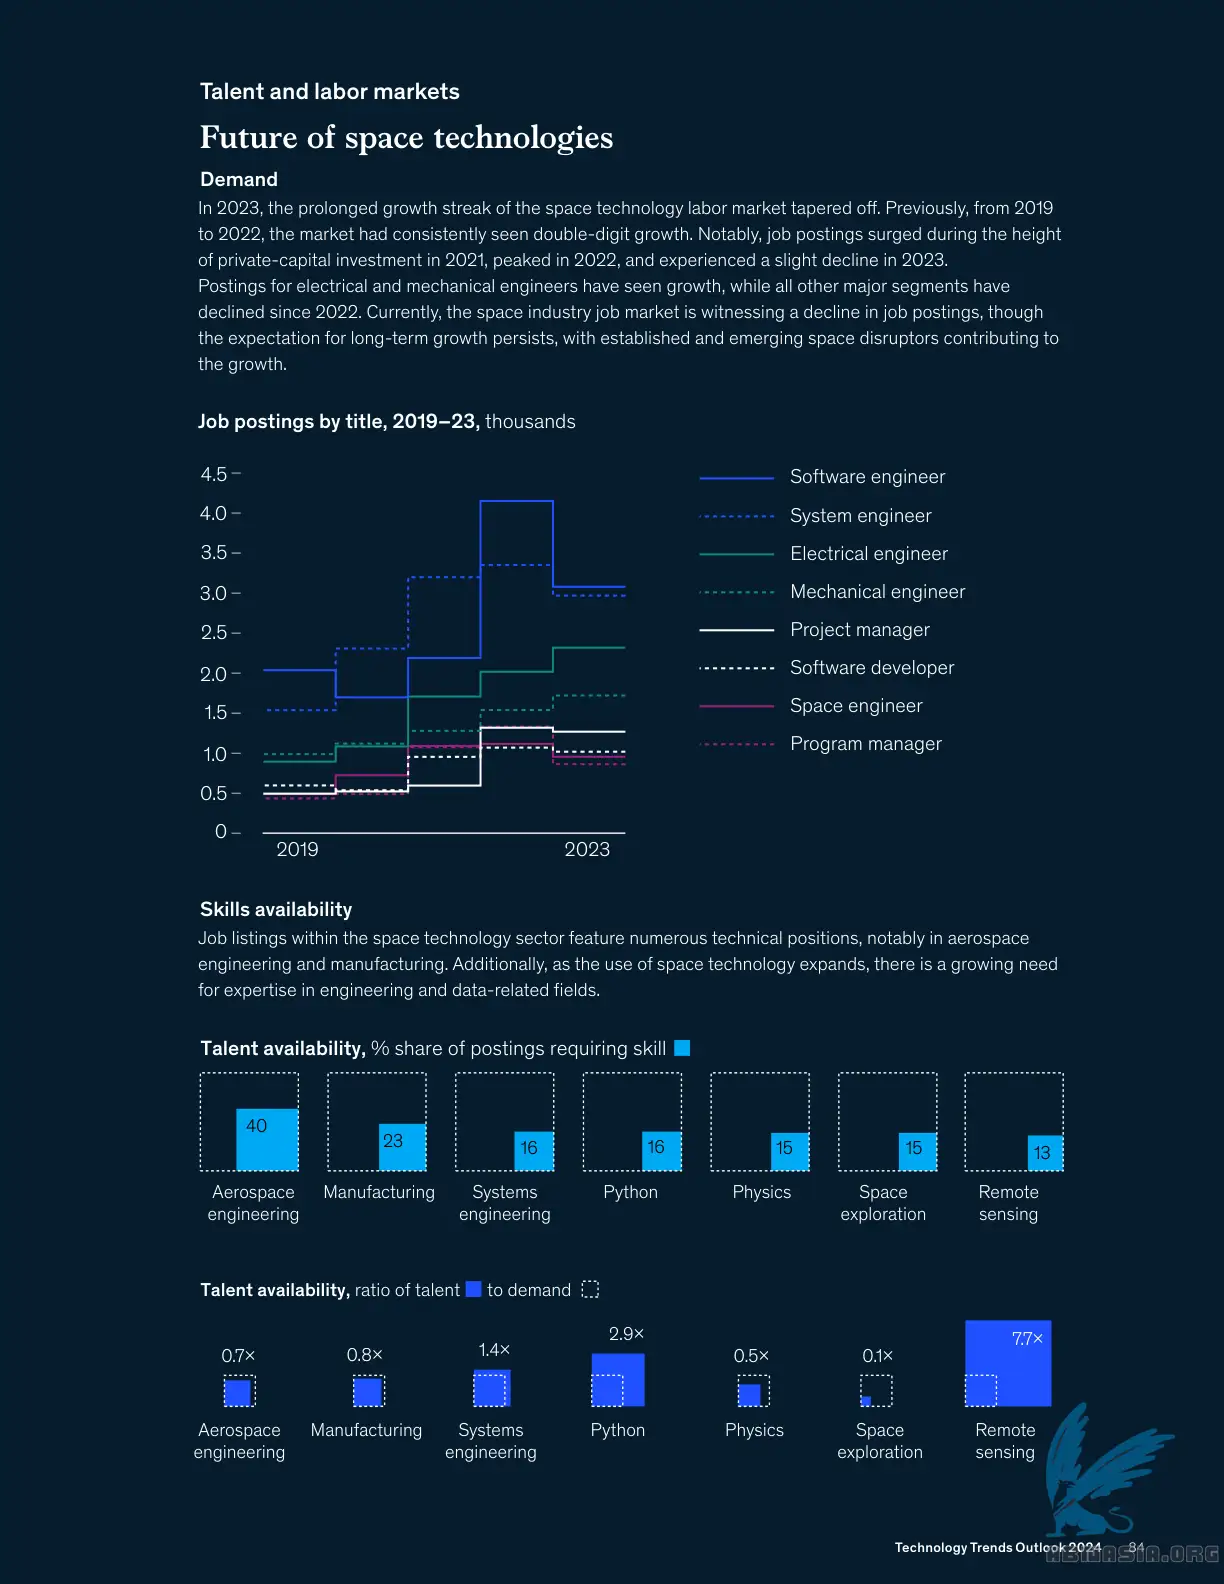 Talent and labor markets
Future of space technologies
Demand
In 2023, the prolonged growth streak of the space technology labor market tapered off. Previously, from 2019
to 2022, the market had consistently seen double-digit growth. Notably, job postings surged during the height
of private-capital investment in 2021, peaked in 2022, and experienced a slight decline in 2023.
Postings for electrical and mechanical engineers have seen growth, while all other major segments have
declined since 2022. Currently, the space industry job market is witnessing a decline in job postings, though
the expectation for long-term growth persists, with established and emerging space disruptors contributing to
the growth.
Job postings by title, 2019–23, thousands
4.5
4.0
3.5
3.0
2.5
2.0
1.5
1.0
0.5
0
2019 2023
Software engineer
System engineer
Electrical engineer
Mechanical engineer
Project manager
Software developer
Space engineer
Program manager
Skills availability
Job listings within the space technology sector feature numerous technical positions, notably in aerospace
engineering and manufacturing. Additionally, as the use of space technology expands, there is a growing need
for expertise in engineering and data-related fields.
Talent availability, % share of postings requiring skill
40 23 16 16 15 15 13
Aerospace Manufacturing Systems Python Physics Space Remote
engineering engineering exploration sensing
Talent availability, ratio of talent to demand
0.7× 0.8× 1.4× 2.9× 0.5× 0.1× 7.7×
Aerospace Manufacturing Systems Python Physics Space Remote
engineering engineering exploration sensing
Technology Trends Outlook 2024 84
ABINASIA.ORG